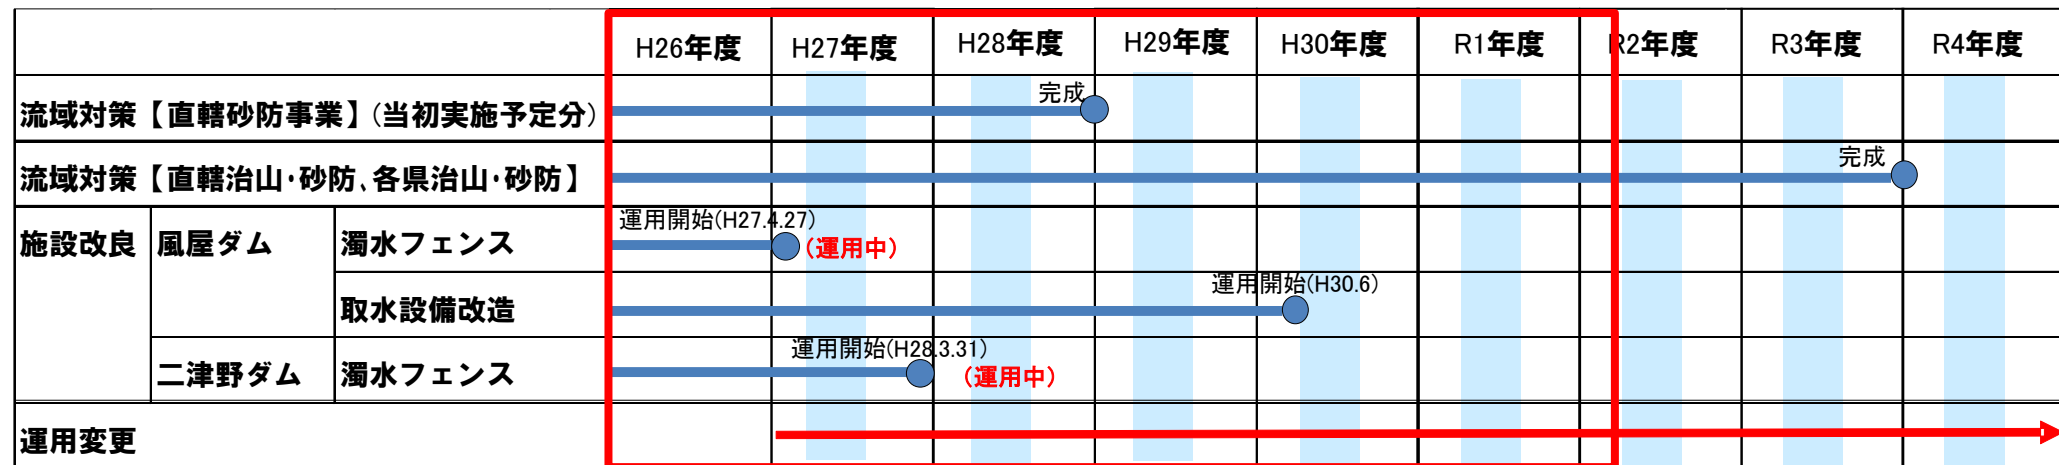 H26年度 H27年度 H28年度 H29年度 H30年度 R1年度 R2年度 R3年度 R4年度
流域対策【直轄砂防事業】(当初実施予定分) 完成
流域対策【直轄治山・砂防、各県治山・砂防】 完成
運用開始(H27.4.27)
施設改良 風屋ダム 濁水フェンス (運用中)
運用開始(H30.6)
取水設備改造
運用開始(H28.3.31)
二津野ダム 濁水フェンス (運用中)
運用変更